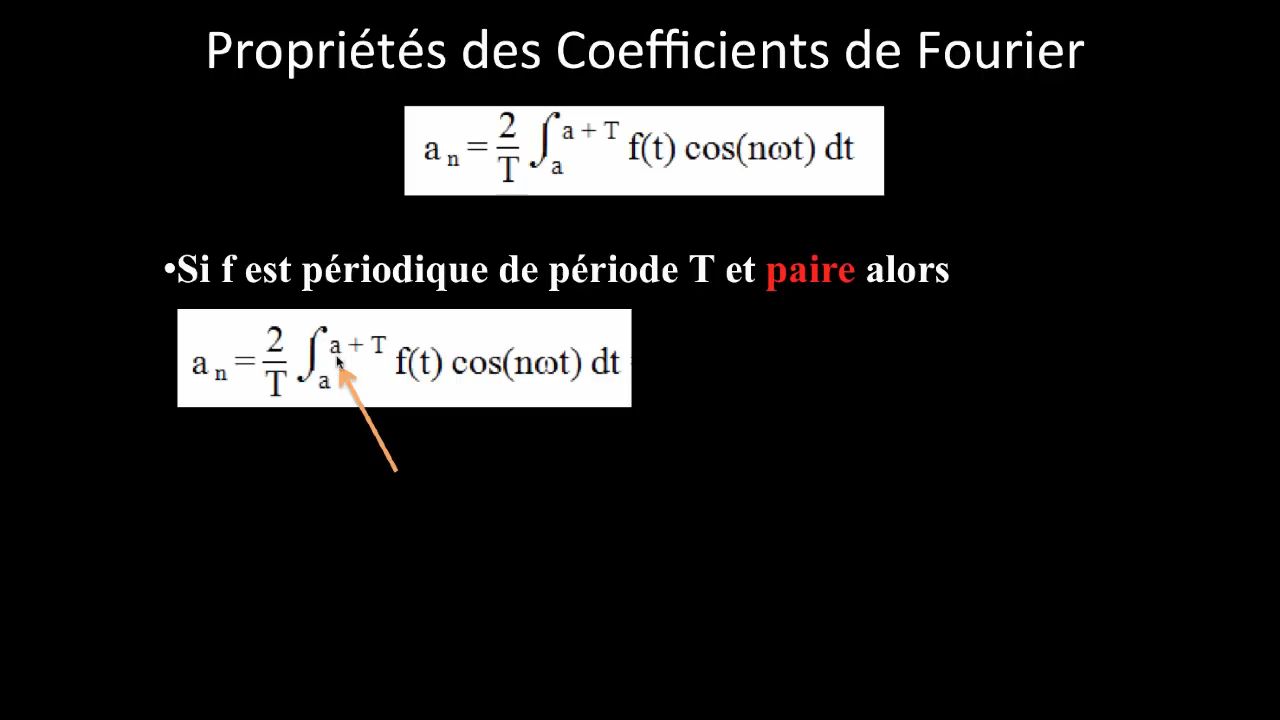 Propriétés des Coefficients de Fourier
a n = 2/T ∫ a a + T f(t) cos(nωt) dt
•Si f est périodique de période T et paire alors
a n = 2/T ∫ a a + T f(t) cos(nωt) dt